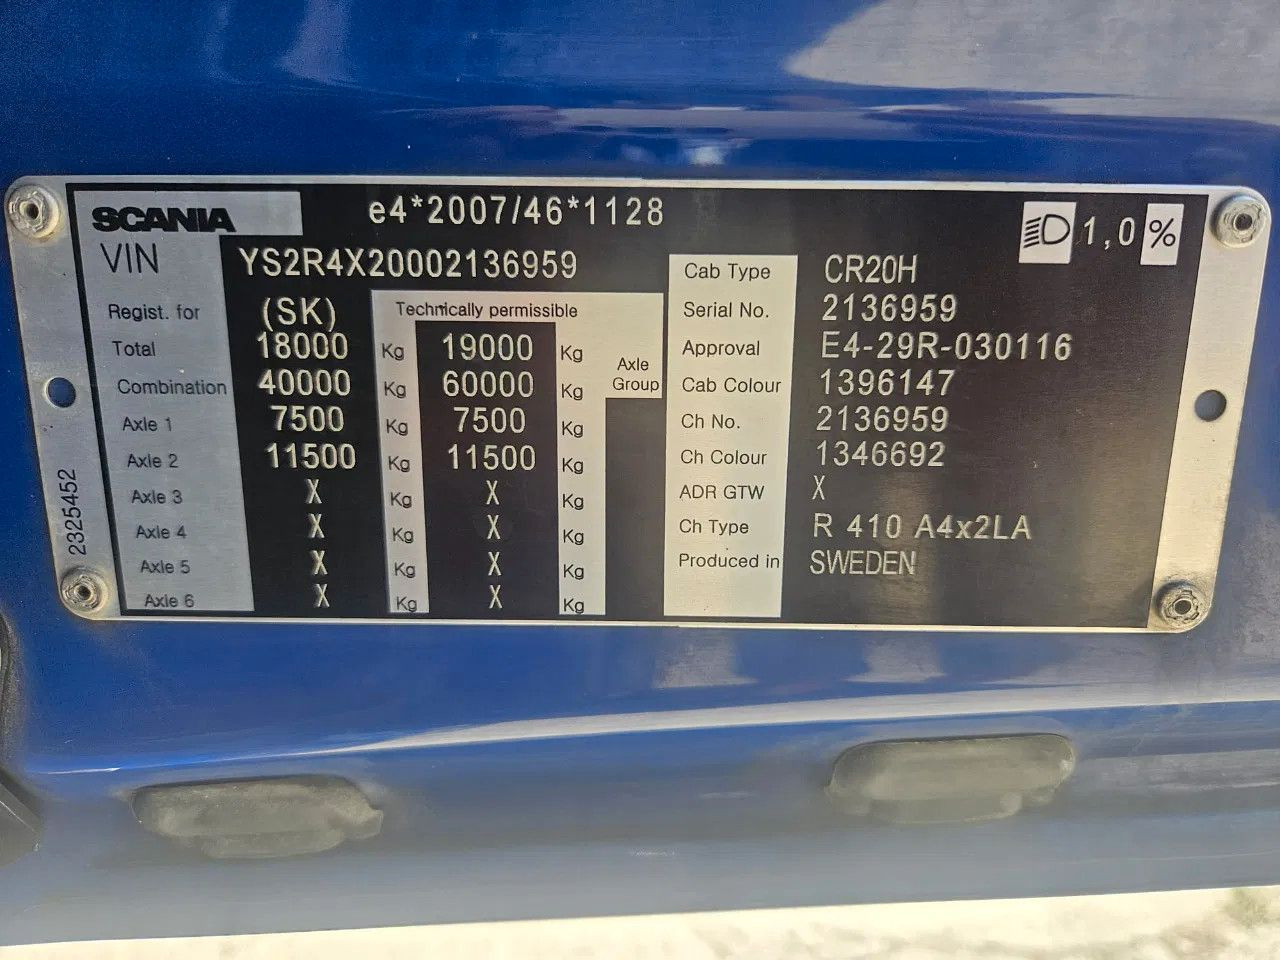 SCANIA e4*2007/46*1128 1,0 %
VIN YS2R4X20002136959
Regist. for (SK) Technically permissible
Total 18000 Kg 19000 Kg
Combination 40000 Kg 60000 Kg Axle Group
Axle 1 7500 Kg 7500 Kg
Axle 2 11500 Kg 11500 Kg
Axle 3 X Kg X Kg
Axle 4 X Kg X Kg
Axle 5 X Kg X Kg
Axle 6 X Kg X Kg
Cab Type CR20H
Serial No. 2136959
Approval E4-29R-030116
Cab Colour 1396147
Ch No. 2136959
Ch Colour 1346692
ADR GTW X
Ch Type R 410 A4x2LA
Produced in SWEDEN
2325452